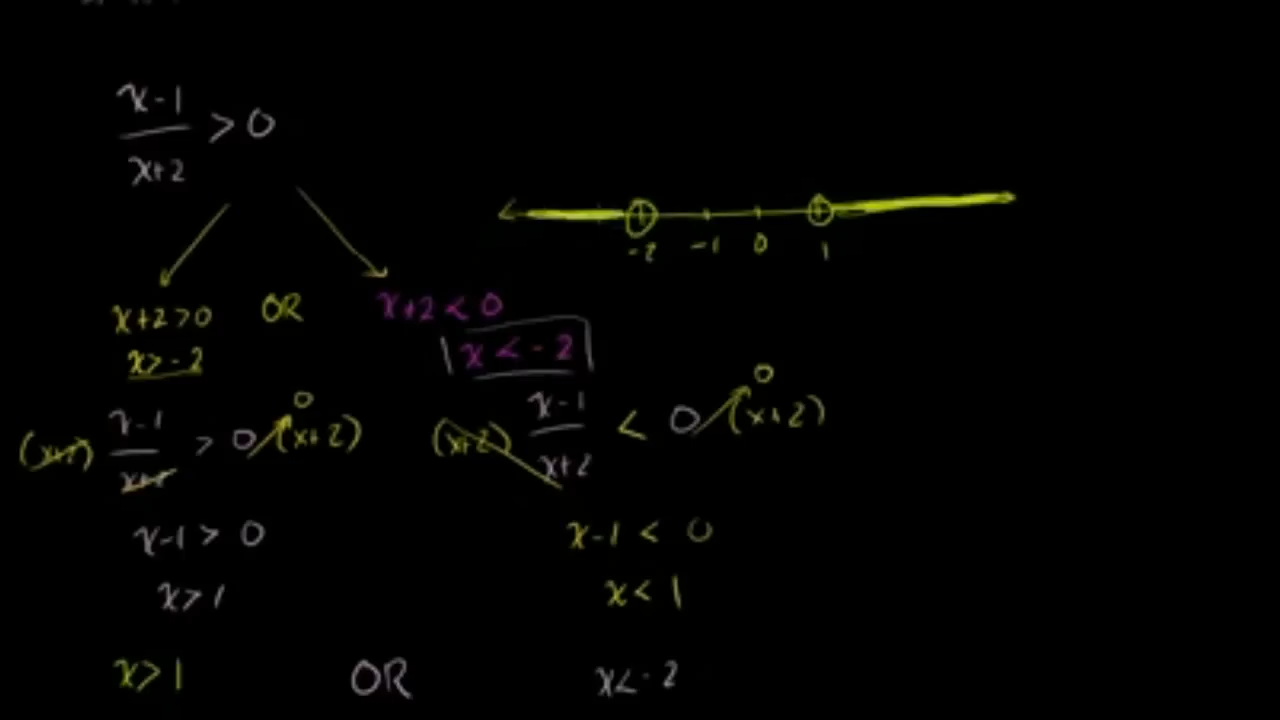 x-1
x+2 > 0
-2 -1 0 1
x+2>0 OR x+2<0
x>-2
x<-2
(x+2) x-1/x+2 > 0 (x+2) 0
(x+2) x-1/x+2 < 0 (x+2) 0
x-1 > 0
x-1 < 0
x>1
x<1
x>1 OR x<-2